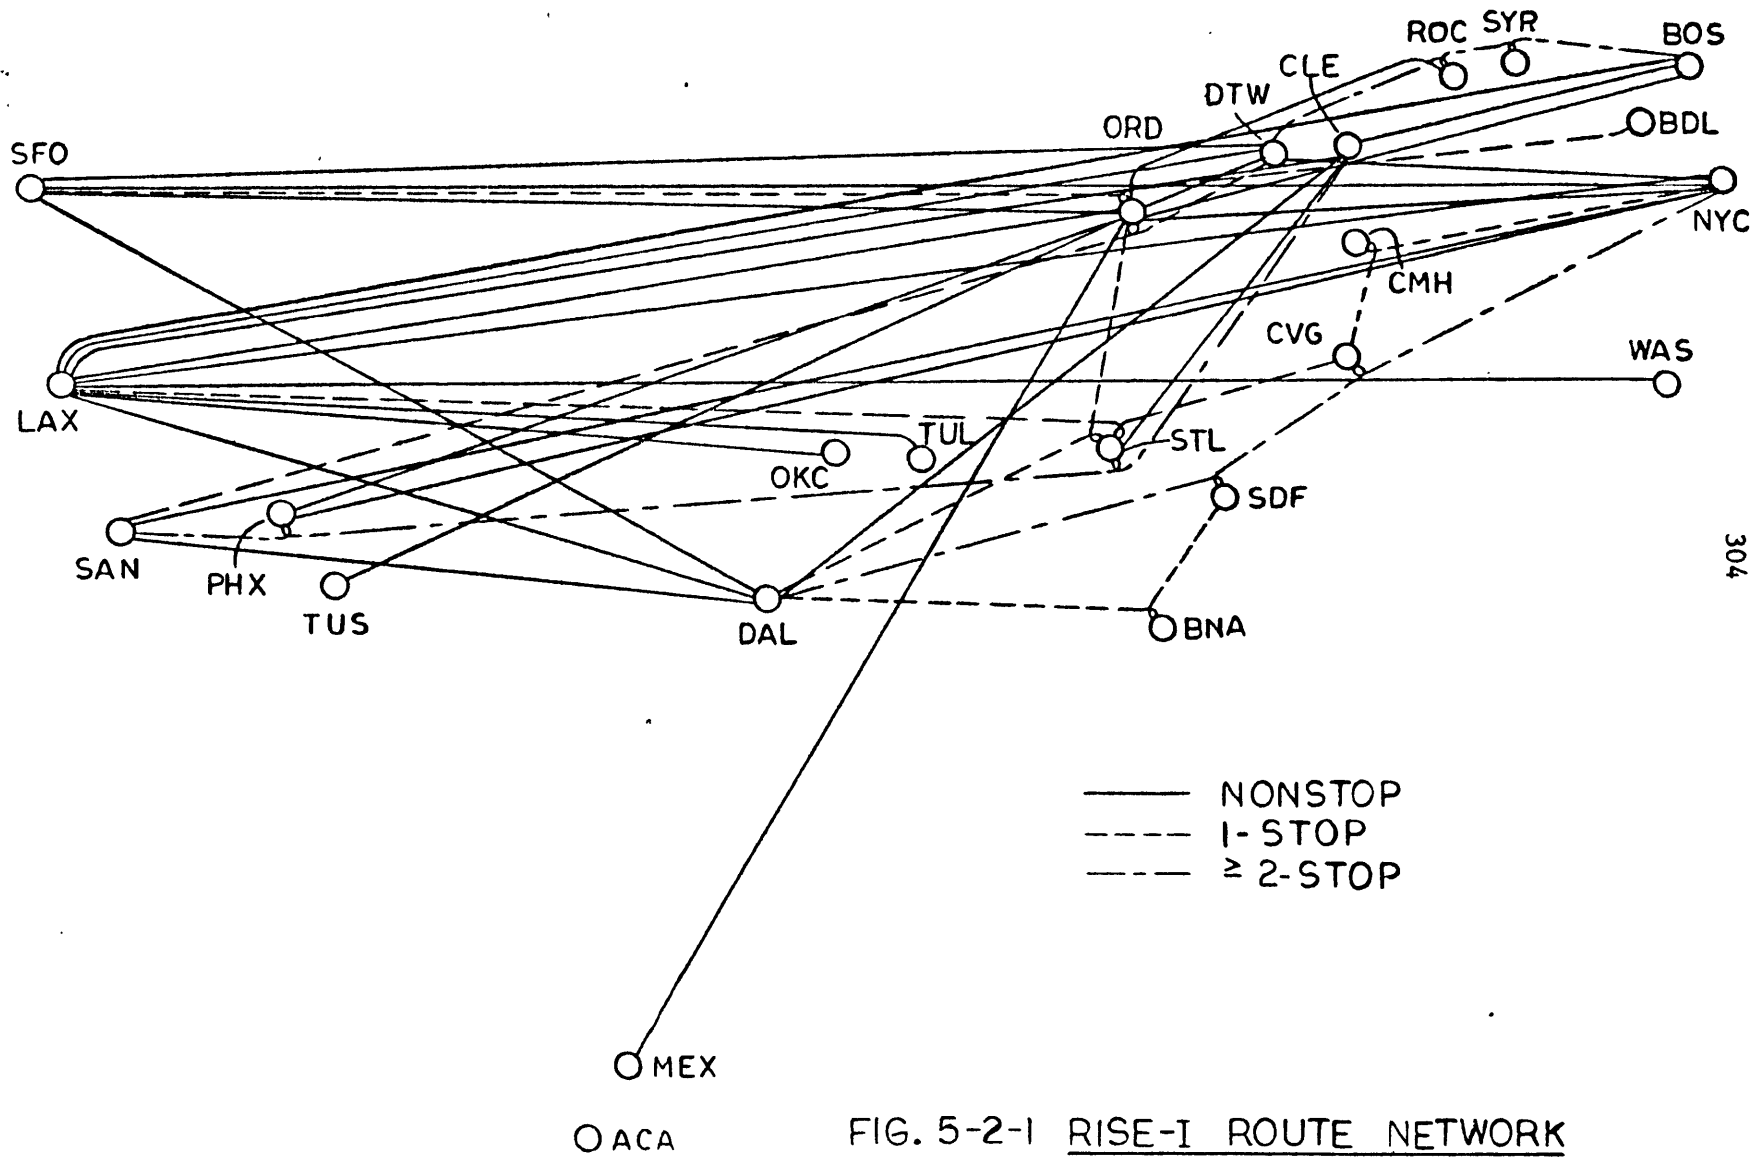 ROC SYR BOS
CLE
DTW
BDL
ORD
SFO
NYC
CMH
CVG
WAS
LAX
TUL
STL
OKC
SDF
SAN
PHX
TUS
BNA
DAL
304
NONSTOP
1-STOP
≥ 2-STOP
MEX
ACA
FIG. 5-2-1 RISE-I ROUTE NETWORK